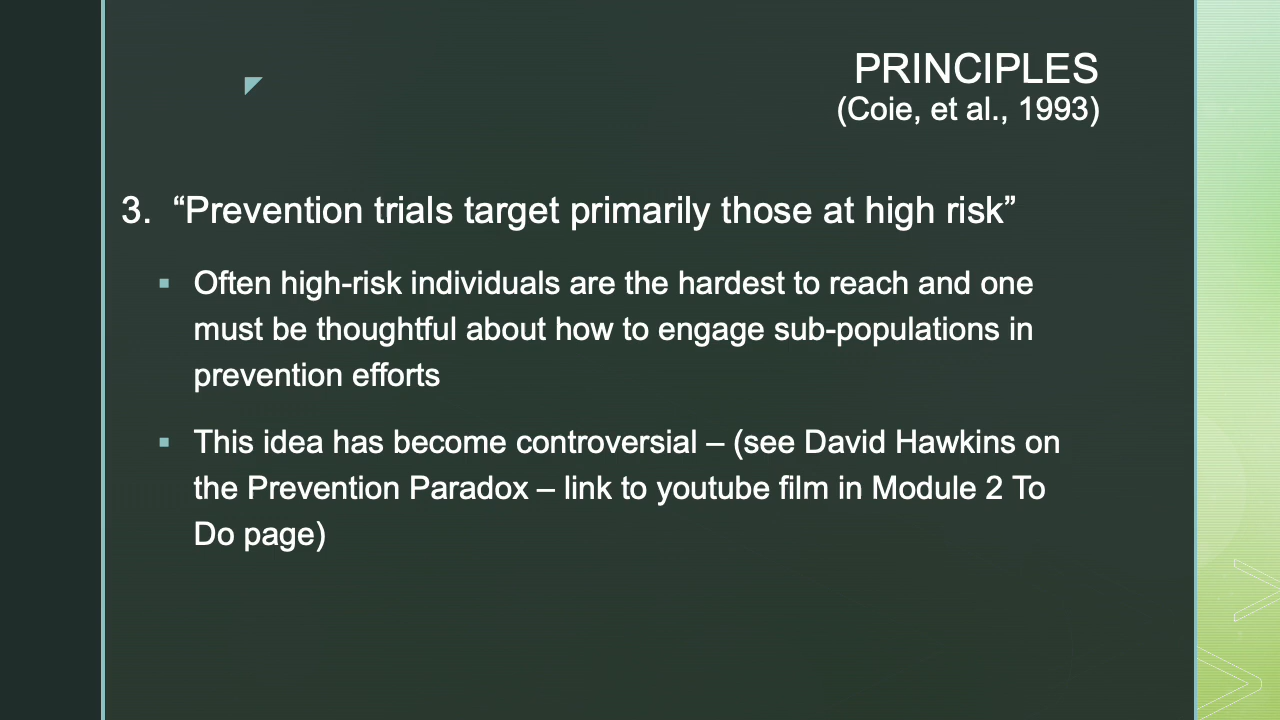 PRINCIPLES
(Coie, et al., 1993)
3. “Prevention trials target primarily those at high risk”
▪ Often high-risk individuals are the hardest to reach and one
must be thoughtful about how to engage sub-populations in
prevention efforts
▪ This idea has become controversial – (see David Hawkins on
the Prevention Paradox – link to youtube film in Module 2 To
Do page)